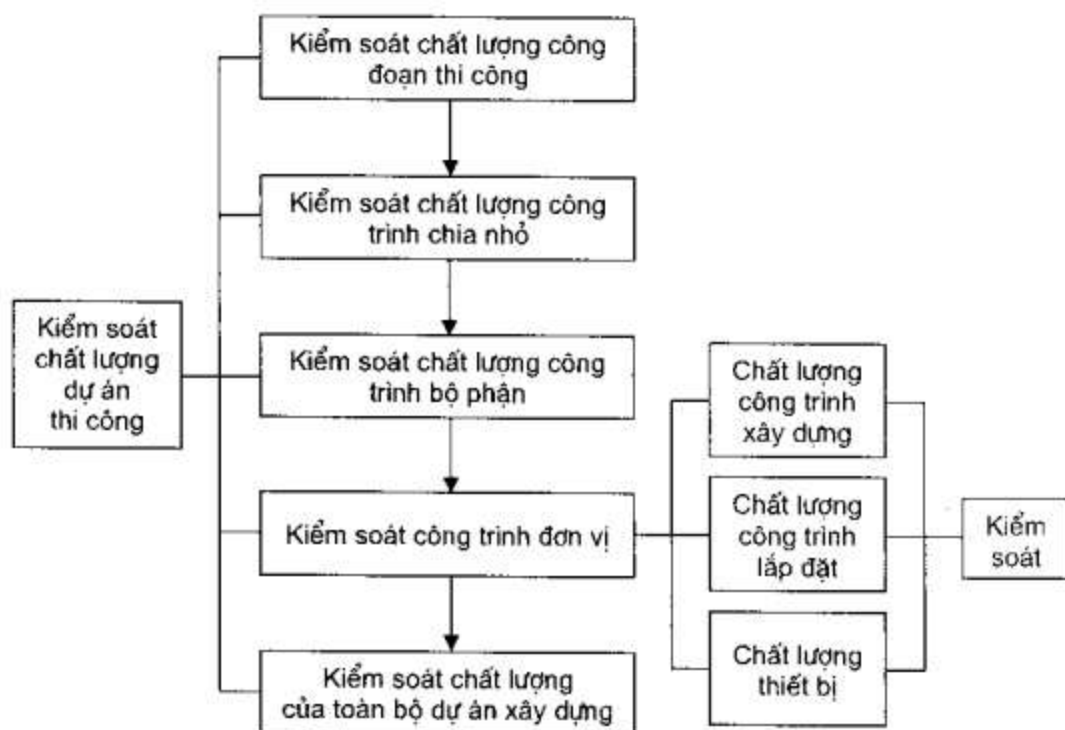 Kiểm soát chất lượng công
đoạn thi công
Kiểm soát chất lượng công
trình chia nhỏ
Kiểm soát
chất lượng
dự án
thi công
Kiểm soát chất lượng công
trình bộ phận
Kiểm soát công trình đơn vị
Kiểm soát chất lượng
của toàn bộ dự án xây dựng
Chất lượng
công trình
xây dựng
Chất lượng
công trình
lắp đặt
Chất lượng
thiết bị
Kiểm
soát